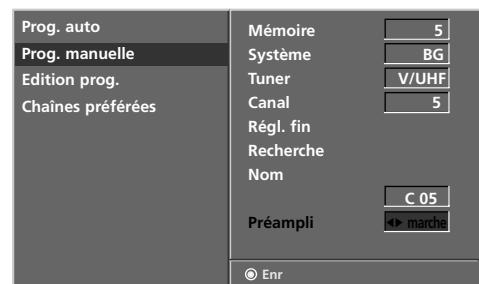 Prog. auto
Prog. manuelle
Edition prog.
Chaînes préférées
Mémoire 5
Système BG
Tuner V/UHF
Canal 5
Régl. fin
Recherche
Nom
C 05
Préampli ◄► marche
Enr